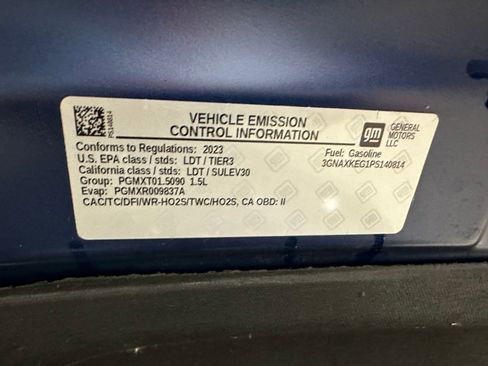 PS140814
VEHICLE EMISSION
CONTROL INFORMATION
gm
GENERAL
MOTORS
LLC
Conforms to Regulations: 2023
U.S. EPA class / stds: LDT / TIER3
California class / stds: LDT / SULEV30
Group: PGMXT01.5090 1.5L
Evap: PGMXR009837A
CAC/TC/DFI/WR-HO2S/TWC/HO2S, CA OBD: II
Fuel: Gasoline
3GNAXKEG1PS140814